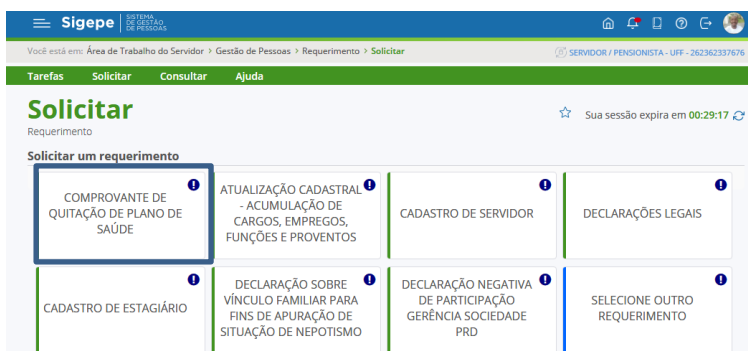 Sigepe SISTEMA DE GESTÃO DE PESSOAS
Você está em: Área de Trabalho do Servidor > Gestão de Pessoas > Requerimento > Solicitar
SERVIDOR / PENSIONISTA - UFF - 262362337676
Tarefas Solicitar Consultar Ajuda
Solicitar
Requerimento
Sua sessão expira em 00:29:17
Solicitar um requerimento
COMPROVANTE DE
QUITAÇÃO DE PLANO DE
SAÚDE
ATUALIZAÇÃO CADASTRAL
- ACUMULAÇÃO DE
CARGOS, EMPREGOS,
FUNÇÕES E PROVENTOS
CADASTRO DE SERVIDOR
DECLARAÇÕES LEGAIS
CADASTRO DE ESTAGIÁRIO
DECLARAÇÃO SOBRE
VÍNCULO FAMILIAR PARA
FINS DE APURAÇÃO DE
SITUAÇÃO DE NEPOTISMO
DECLARAÇÃO NEGATIVA
DE PARTICIPAÇÃO
GERÊNCIA SOCIEDADE
PRD
SELECIONE OUTRO
REQUERIMENTO